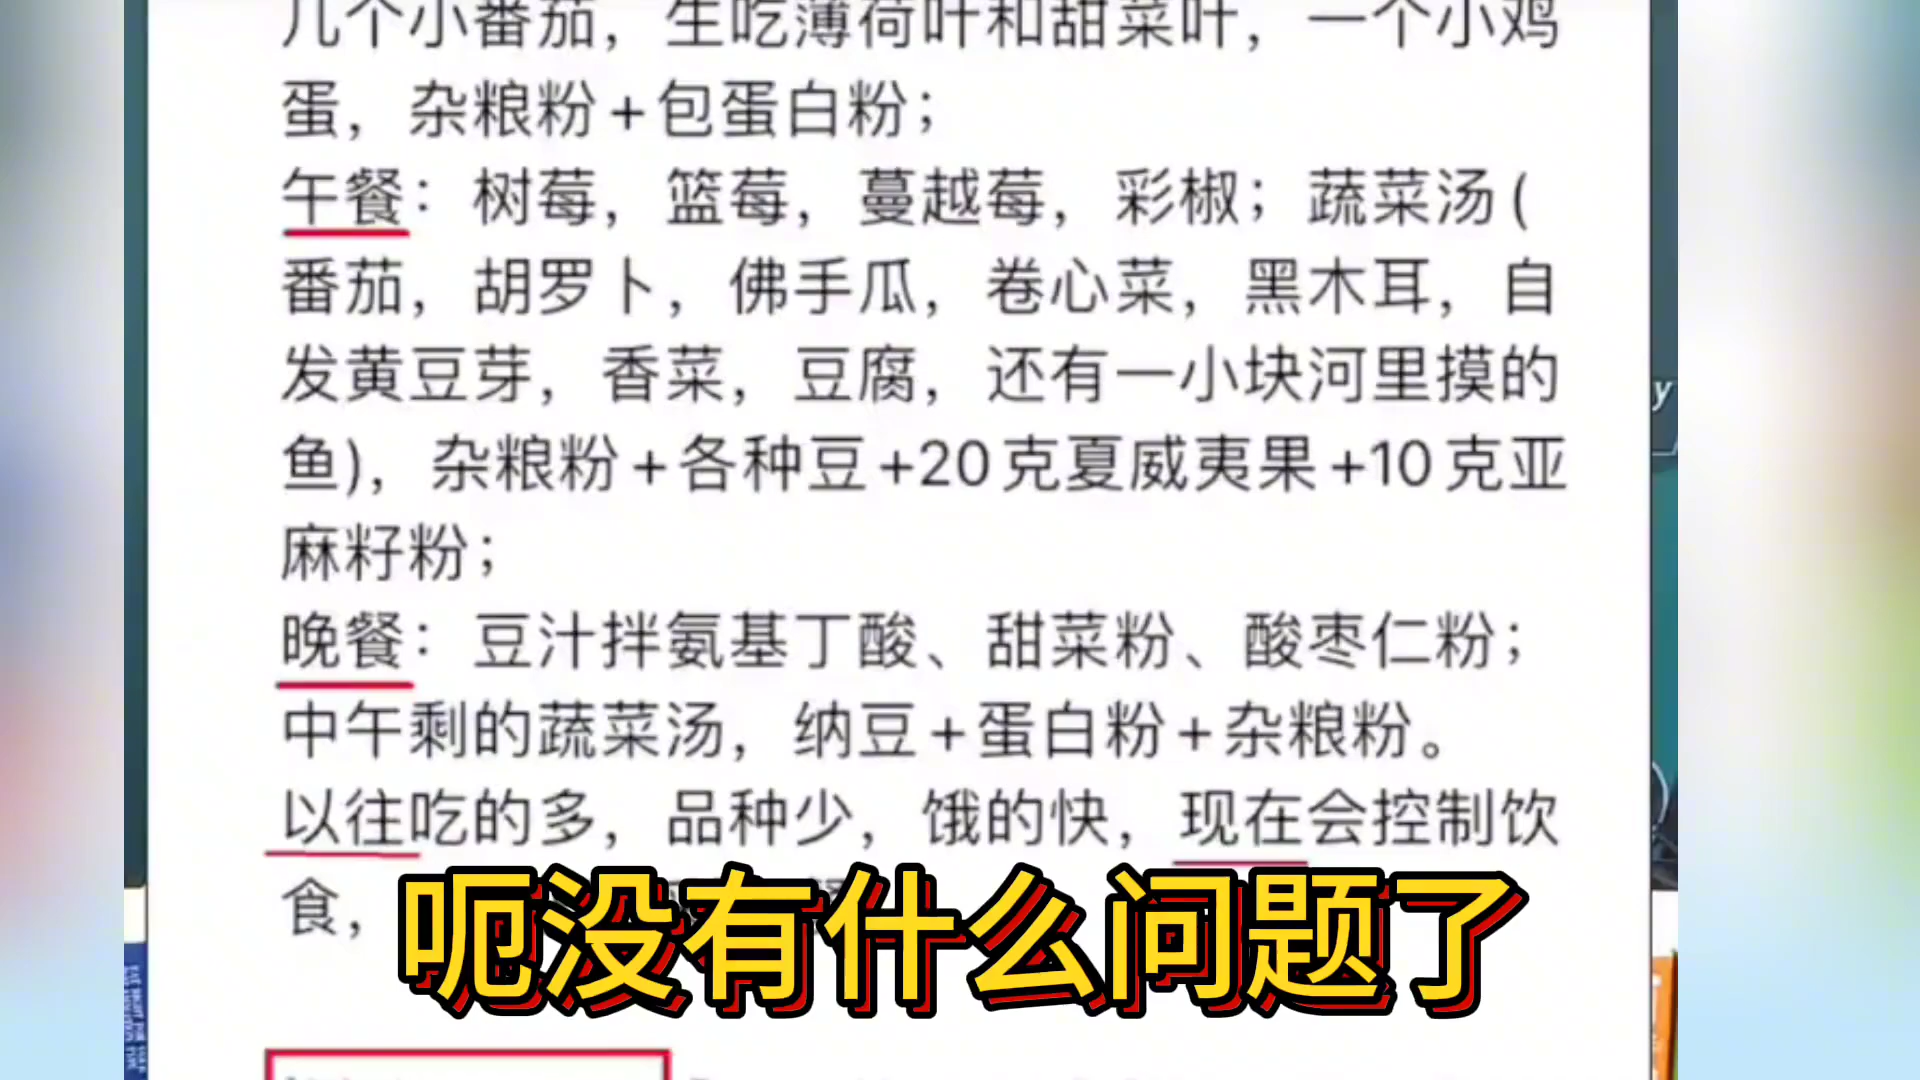 几个小番茄，生吃薄荷叶和甜菜叶，一个小鸡
蛋，杂粮粉+包蛋白粉；
午餐：树莓，篮莓，蔓越莓，彩椒；蔬菜汤(
番茄，胡罗卜，佛手瓜，卷心菜，黑木耳，自
发黄豆芽，香菜，豆腐，还有一小块河里摸的
鱼)，杂粮粉+各种豆+20克夏威夷果+10克亚
麻籽粉；
晚餐：豆汁拌氨基丁酸、甜菜粉、酸枣仁粉；
中午剩的蔬菜汤，纳豆+蛋白粉+杂粮粉。
以往吃的多，品种少，饿的快，现在会控制饮
食，
呃没有什么问题了